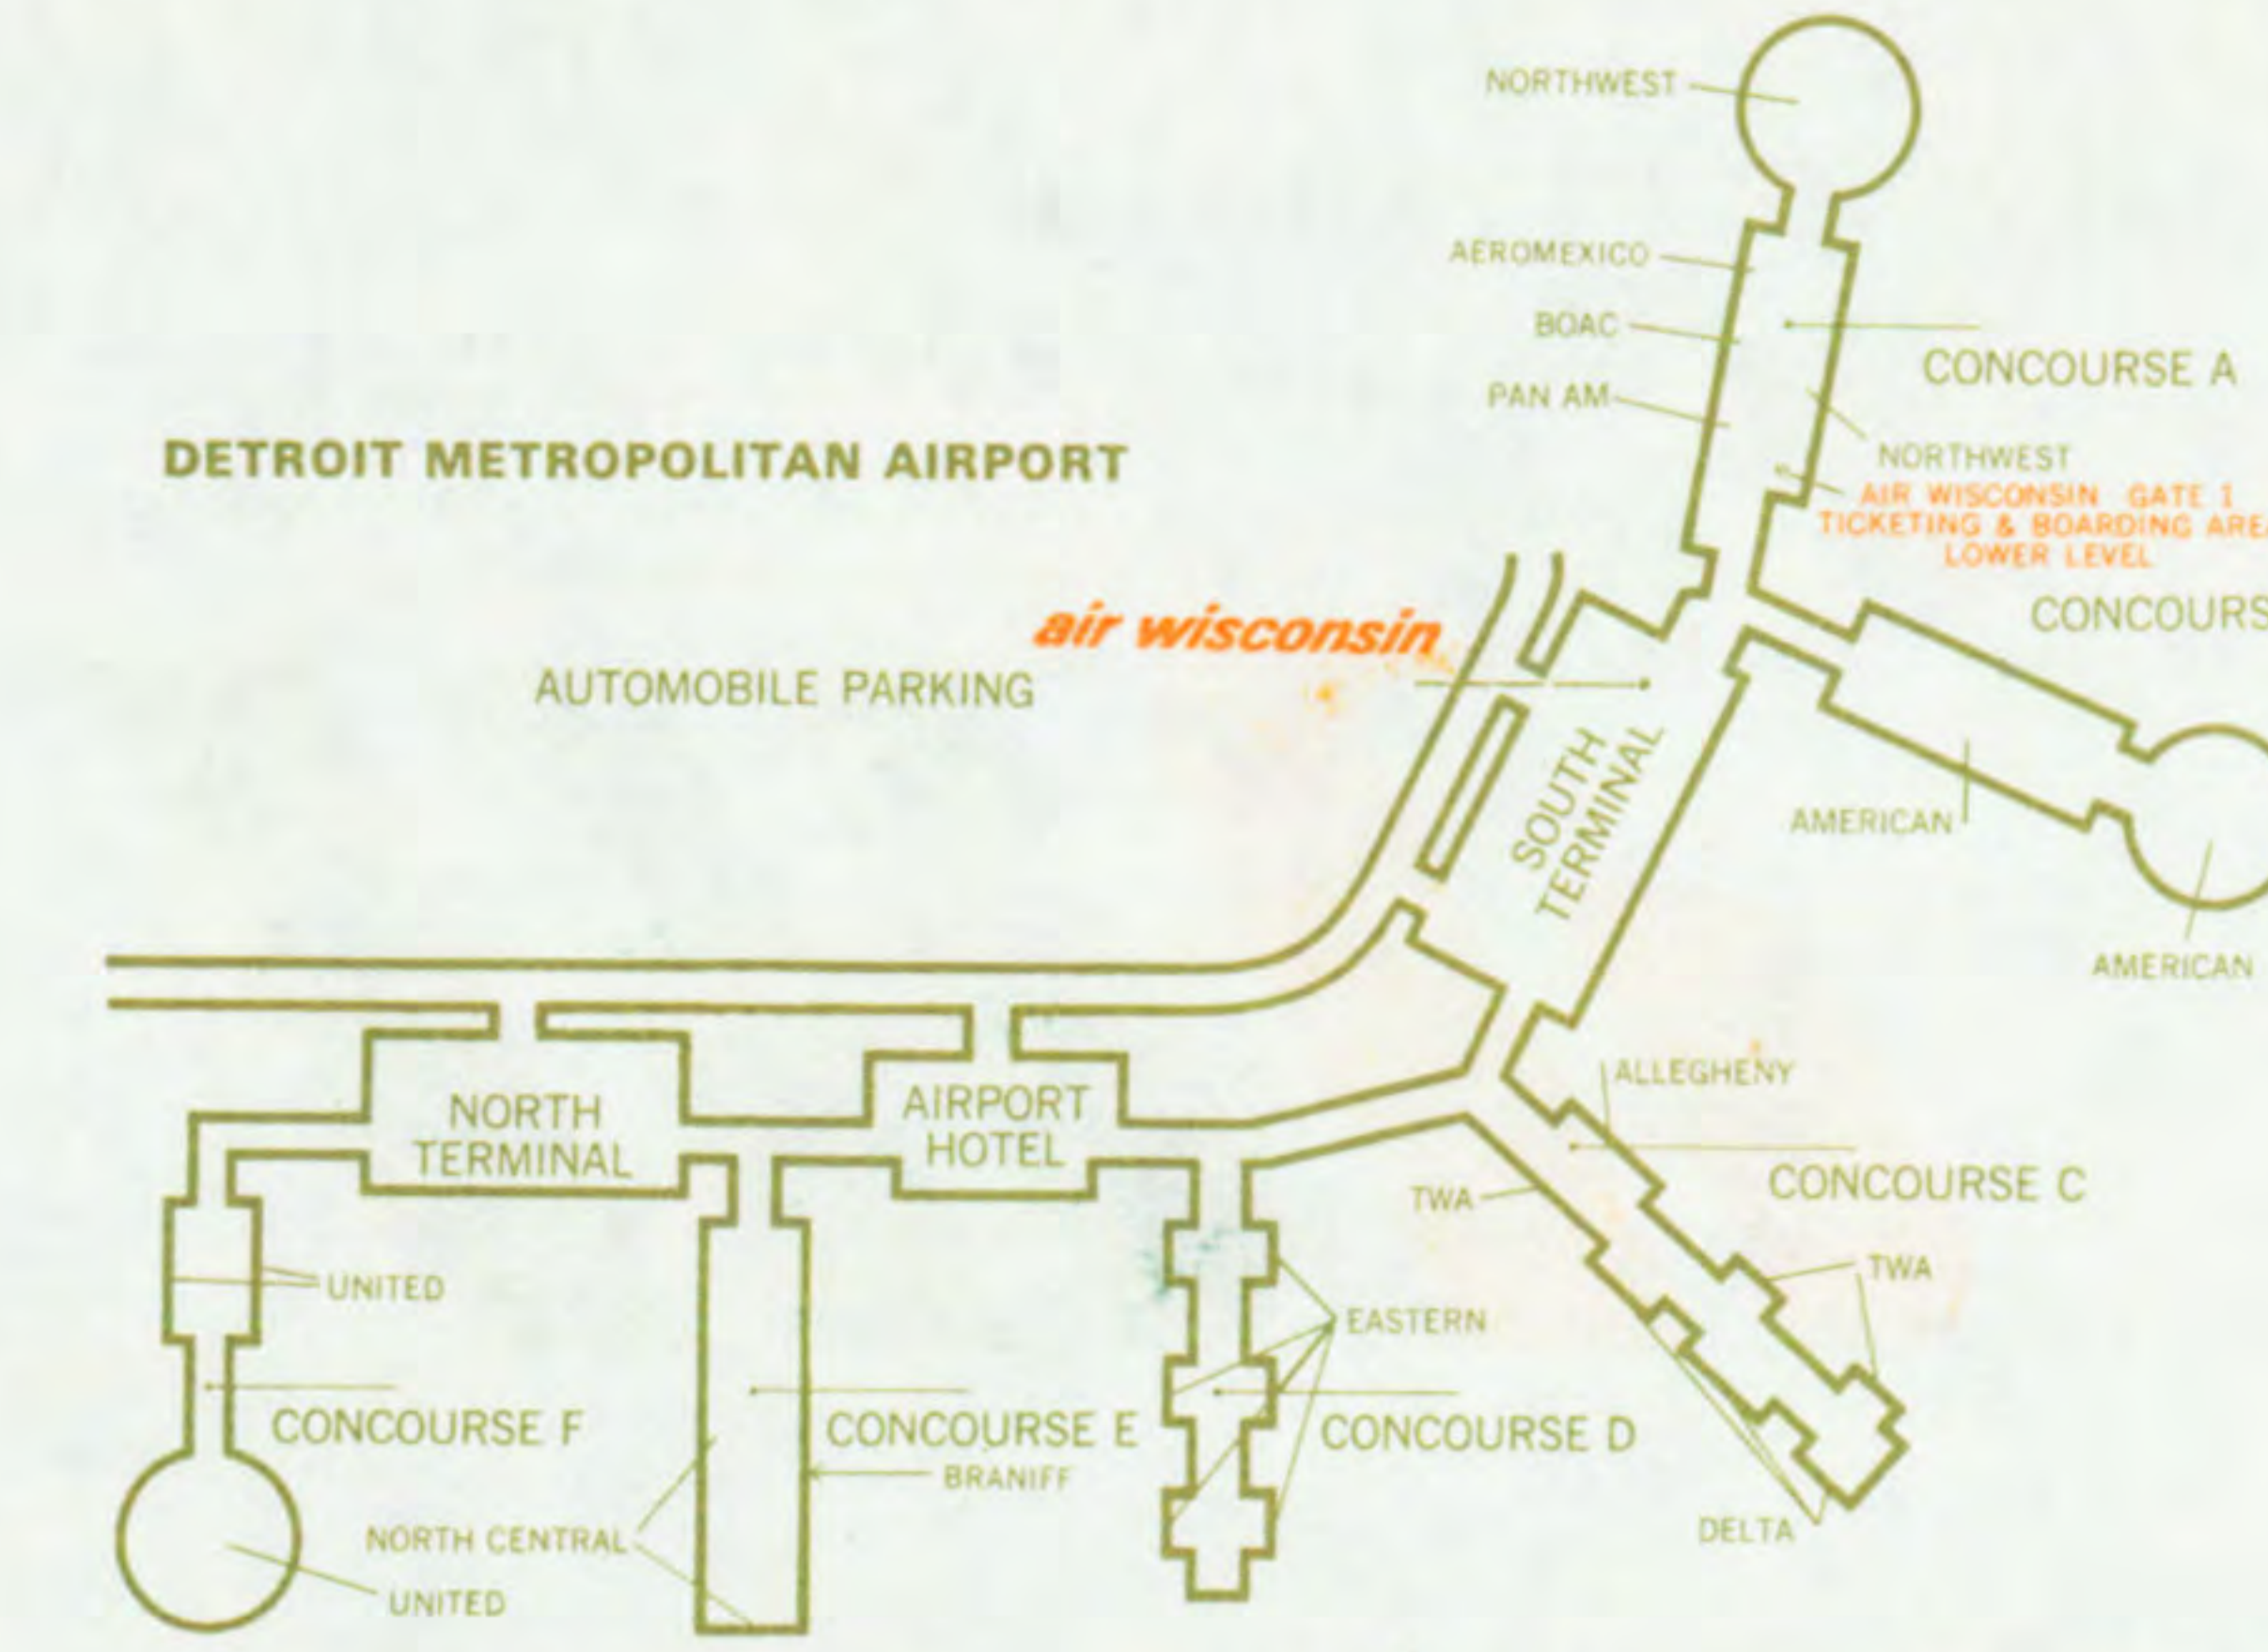 NORTHWEST
AEROMEXICO
BOAC
PAN AM
CONCOURSE A
NORTHWEST
AIR WISCONSIN GATE 1
TICKETING & BOARDING
LOWER LEVEL
DETROIT METROPOLITAN AIRPORT
air wisconsin
AUTOMOBILE PARKING
SOUTH
TERMINAL
AMERICAN
AMERICAN
ALLEGHENY
CONCOURSE C
TWA
TWA
DELTA
NORTH
TERMINAL
AIRPORT
HOTEL
UNITED
EASTERN
CONCOURSE F
CONCOURSE E
CONCOURSE D
BRANIFF
NORTH CENTRAL
UNITED